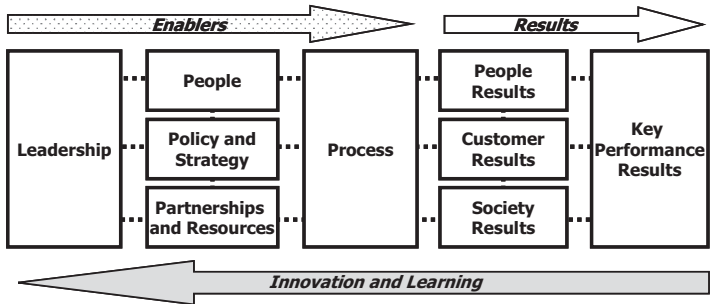 Enablers
Results
Leadership
People
Policy and
Strategy
Partnerships
and Resources
Process
People
Results
Customer
Results
Society
Results
Key
Performance
Results
Innovation and Learning